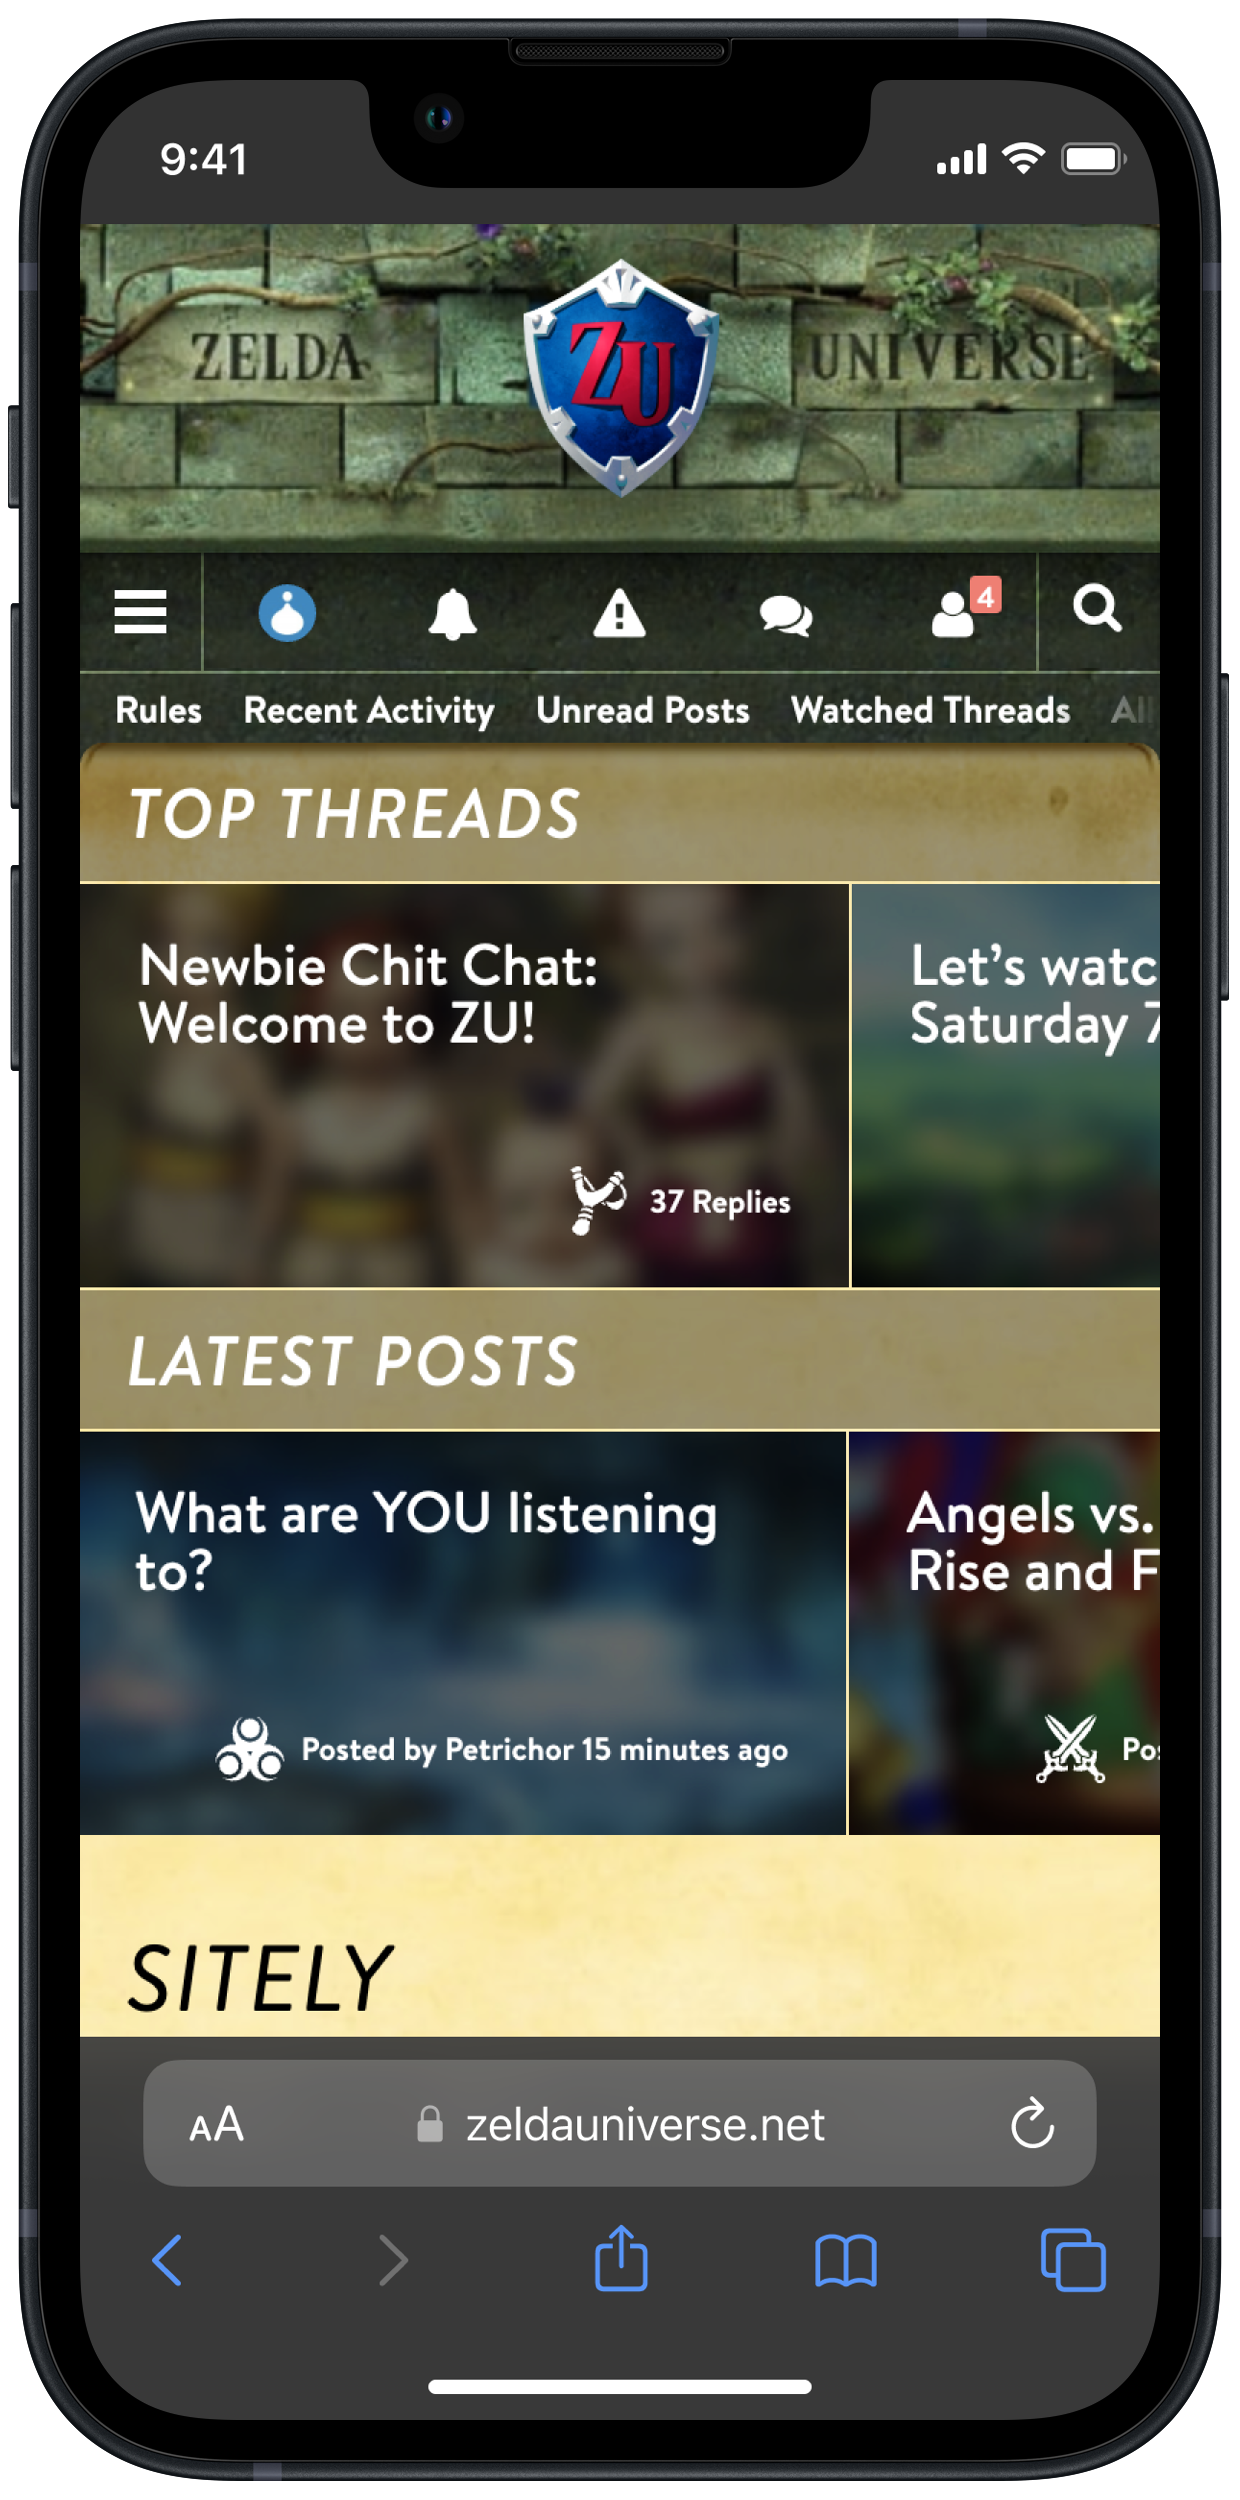 9:41
ZELDA
ZU
UNIVERSE
4
Rules Recent Activity Unread Posts Watched Threads All
TOP THREADS
Newbie Chit Chat:
Welcome to ZU!
37 Replies
Let's watc
Saturday 7
LATEST POSTS
What are YOU listening
to?
Posted by Petrichor 15 minutes ago
Angels vs.
Rise and F
Pos
SITELY
AA zeldauniverse.net